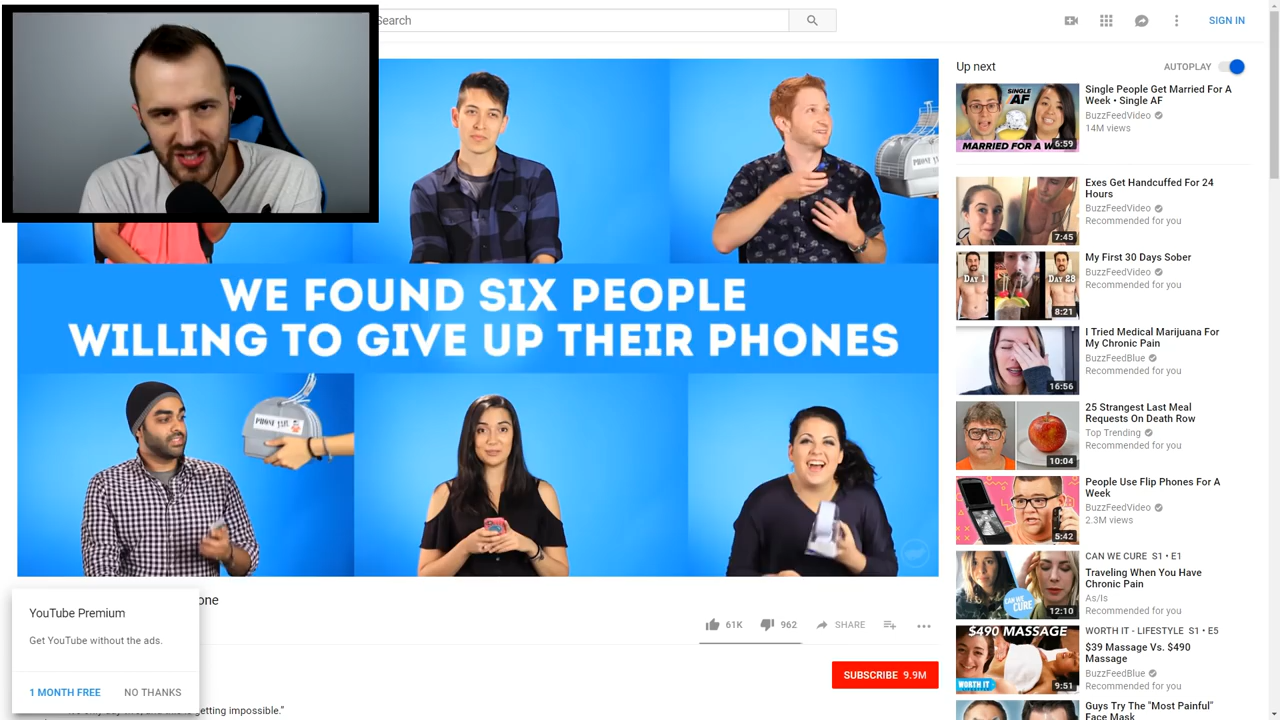 Search
SIGN IN
WE FOUND SIX PEOPLE
WILLING TO GIVE UP THEIR PHONES
one
61K
962
SHARE
SUBSCRIBE 9.9M
getting impossible.”
YouTube Premium
Get YouTube without the ads.
1 MONTH FREE
NO THANKS
Up next
AUTOPLAY
SINGLE
AF
MARRIED FOR A W
6:59
Single People Get Married For A
Week • Single AF
BuzzFeedVideo
14M views
7:45
Exes Get Handcuffed For 24
Hours
BuzzFeedVideo
Recommended for you
DAY 1
DAY 28
8:21
My First 30 Days Sober
BuzzFeedVideo
Recommended for you
16:56
I Tried Medical Marijuana For
My Chronic Pain
BuzzFeedBlue
Recommended for you
10:04
25 Strangest Last Meal
Requests On Death Row
Top Trending
Recommended for you
5:42
People Use Flip Phones For A
Week
BuzzFeedVideo
2.3M views
CAN WE
CURE
12:10
CAN WE CURE S1 • E1
Traveling When You Have
Chronic Pain
As/Is
Recommended for you
$490 MASSAGE
WORTH IT
9:51
WORTH IT - LIFESTYLE S1 • E5
$39 Massage Vs. $490
Massage
BuzzFeedBlue
Recommended for you
Guys Try The "Most Painful"
Face Mask